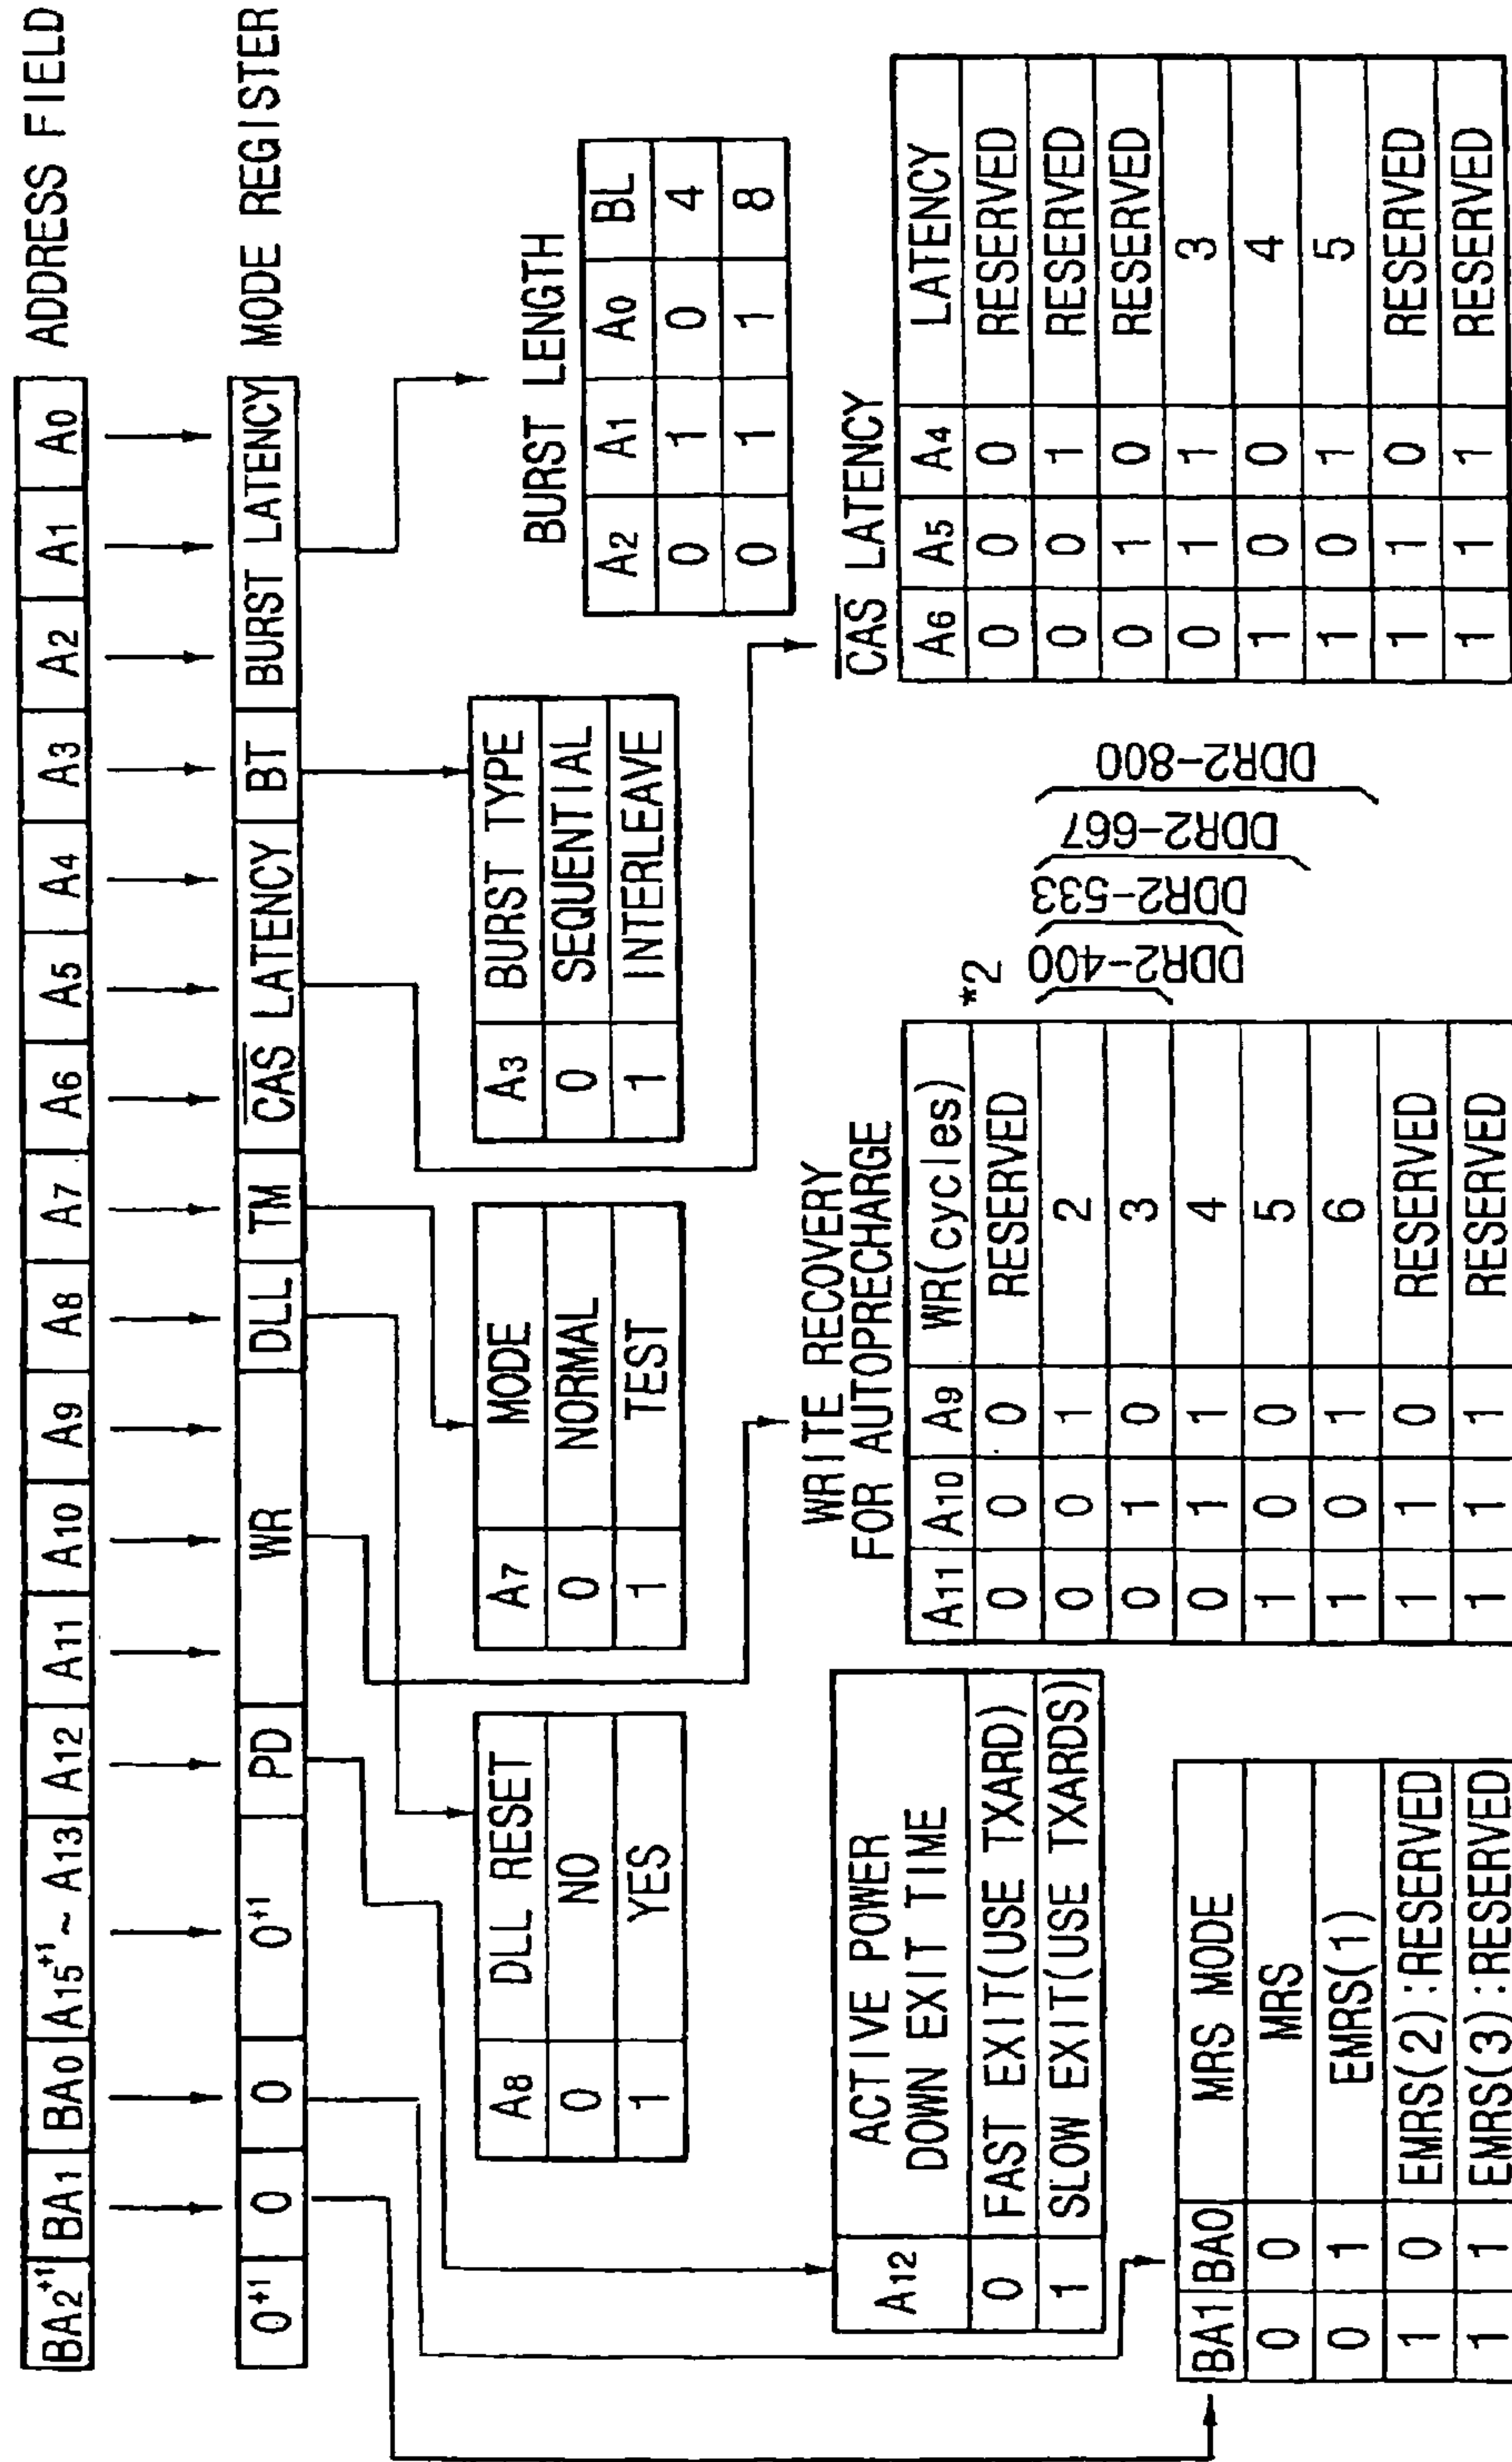 BA2+1 BA1 BA0 A15+1 ~ A13 A12 A11 A10 A9 A8 A7 A6 A5 A4 A3 A2 A1 A0 ADDRESS FIELD
0+1 0 0 0+1 PD WR DLL TM CAS LATENCY BT BURST LATENCY MODE REGISTER
A8 DLL RESET
0 NO
1 YES
A7 MODE
0 NORMAL
1 TEST
A3 BURST TYPE
0 SEQUENTIAL
1 INTERLEAVE
BURST LENGTH
A2 A1 A0 BL
0 1 0 4
0 1 1 8
A12 ACTIVE POWER
DOWN EXIT TIME
0 FAST EXIT(USE TXARD)
1 SLOW EXIT(USE TXARDS)
WRITE RECOVERY
FOR AUTOPRECHARGE
A11 A10 A9 WR(cycles)
0 0 0 RESERVED
0 0 1 2
0 1 0 3
0 1 1 4
1 0 0 5
1 0 1 6
1 1 0 RESERVED
1 1 1 RESERVED
*2
DDR2-400
DDR2-533
DDR2-667
DDR2-800
CAS LATENCY
A6 A5 A4 LATENCY
0 0 0 RESERVED
0 0 1 RESERVED
0 1 0 RESERVED
0 1 1 3
1 0 0 4
1 0 1 5
1 1 0 RESERVED
1 1 1 RESERVED
BA1 BA0 MRS MODE
0 0 MRS
0 1 EMRS(1)
1 0 EMRS(2):RESERVED
1 1 EMRS(3):RESERVED